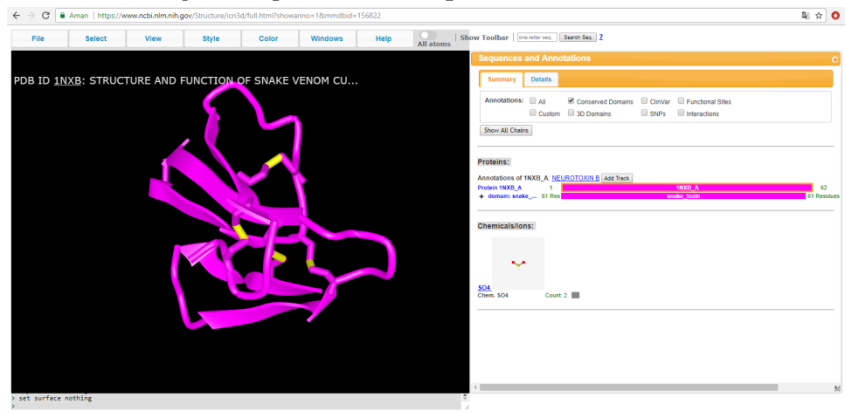 Aman | https://www.ncbi.nlm.nih.gov/Structure/icn3d/full.html?showanno=1&mmdbid=156822
File Select View Style Color Windows Help All atoms Show Toolbar one-letter seq. Search Seq. ?
PDB ID 1NXB: STRUCTURE AND FUNCTION OF SNAKE VENOM CU...
Sequences and Annotations
Summary Details
Annotations: All Conserved Domains ClinVar Functional Sites
Custom 3D Domains SNPs Interactions
Show All Chains
Proteins:
Annotations of 1NXB_A: NEUROTOXIN B Add Track
Protein 1NXB_A 1 1NXB_A 62
domain: snake_... 61 Res snake_toxin 61 Residues
Chemicals/Ions:
SO4
Chem. SO4 Count: 2
> set surface nothing
>